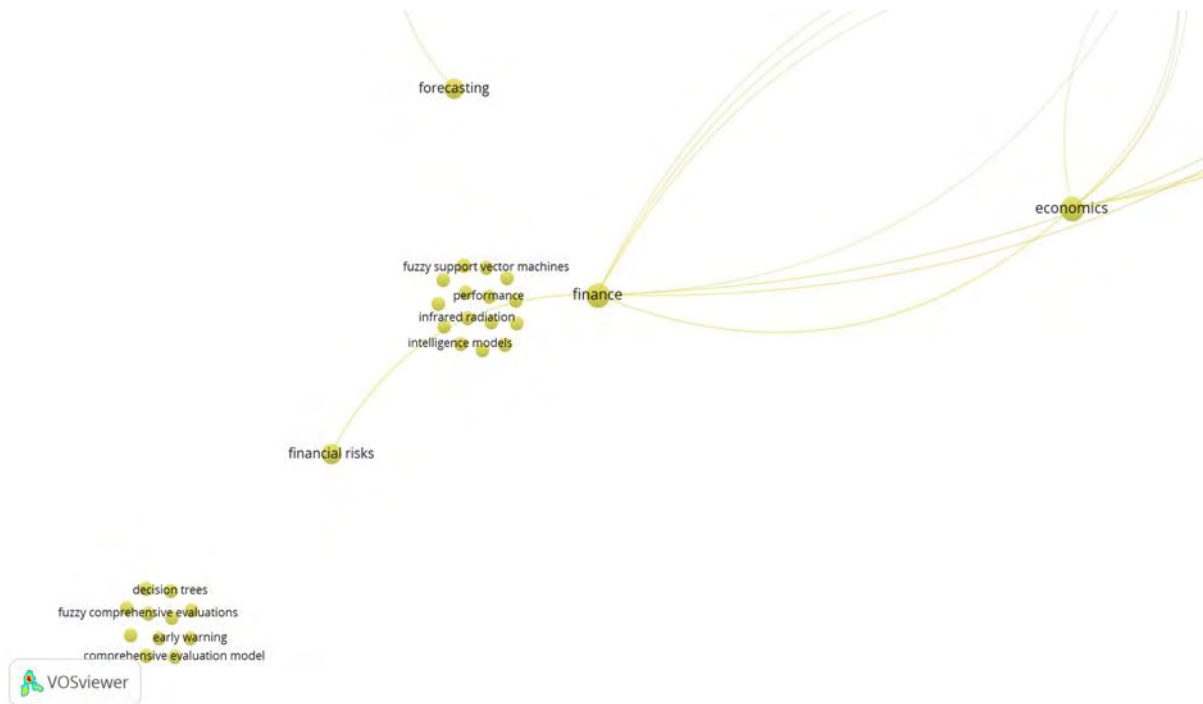 forecasting
economics
fuzzy support vector machines
performance
finance
infrared radiation
intelligence models
financial risks
decision trees
fuzzy comprehensive evaluations
early warning
comprehensive evaluation model
VOSviewer